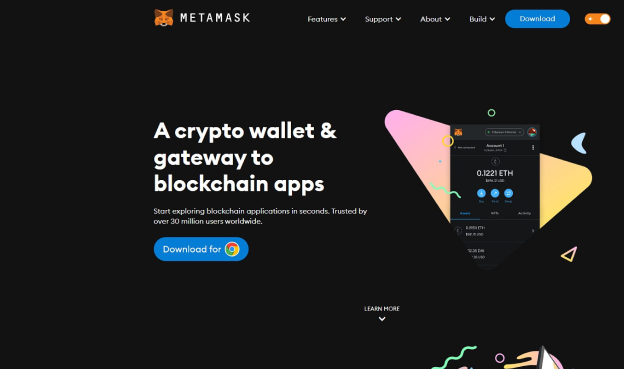 METAMASK
Features
Support
About
Build
Download
A crypto wallet &
gateway to
blockchain apps
Start exploring blockchain applications in seconds. Trusted by
over 30 million users worldwide.
Download for
Account 1
0.1221 ETH
Assets
NFTs
Activity
LEARN MORE